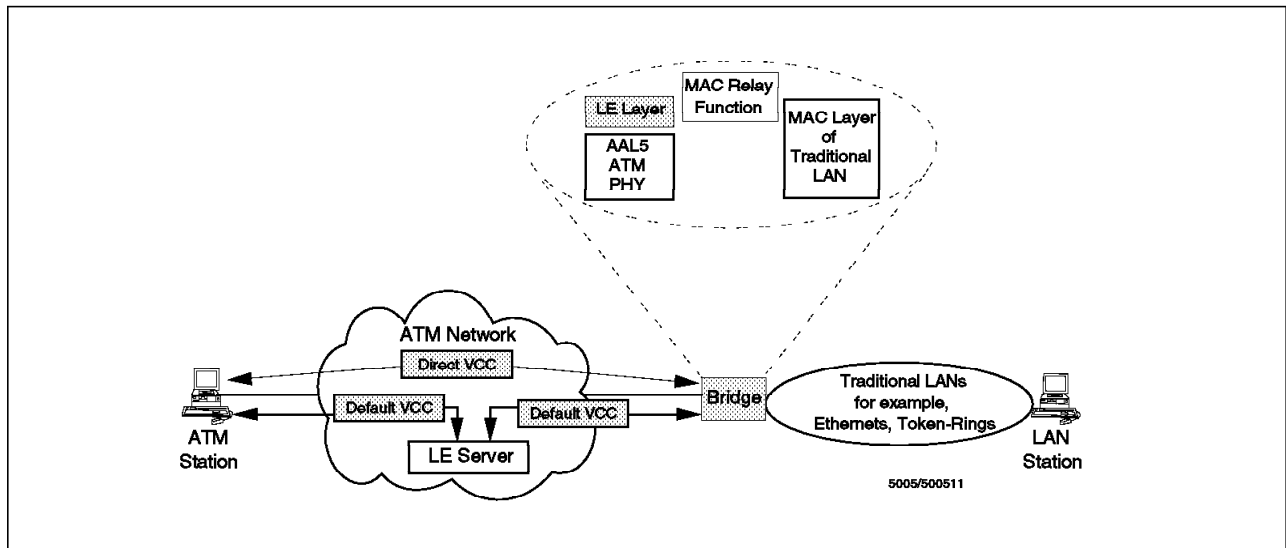 MAC Relay
Function
LE Layer
MAC Layer
of
Traditional
LAN
AAL5
ATM
PHY
ATM Network
Direct VCC
Default VCC
Default VCC
LE Server
Bridge
Traditional LANs
for example,
Ethernets, Token-Rings
ATM
Station
LAN
Station
5005/500511